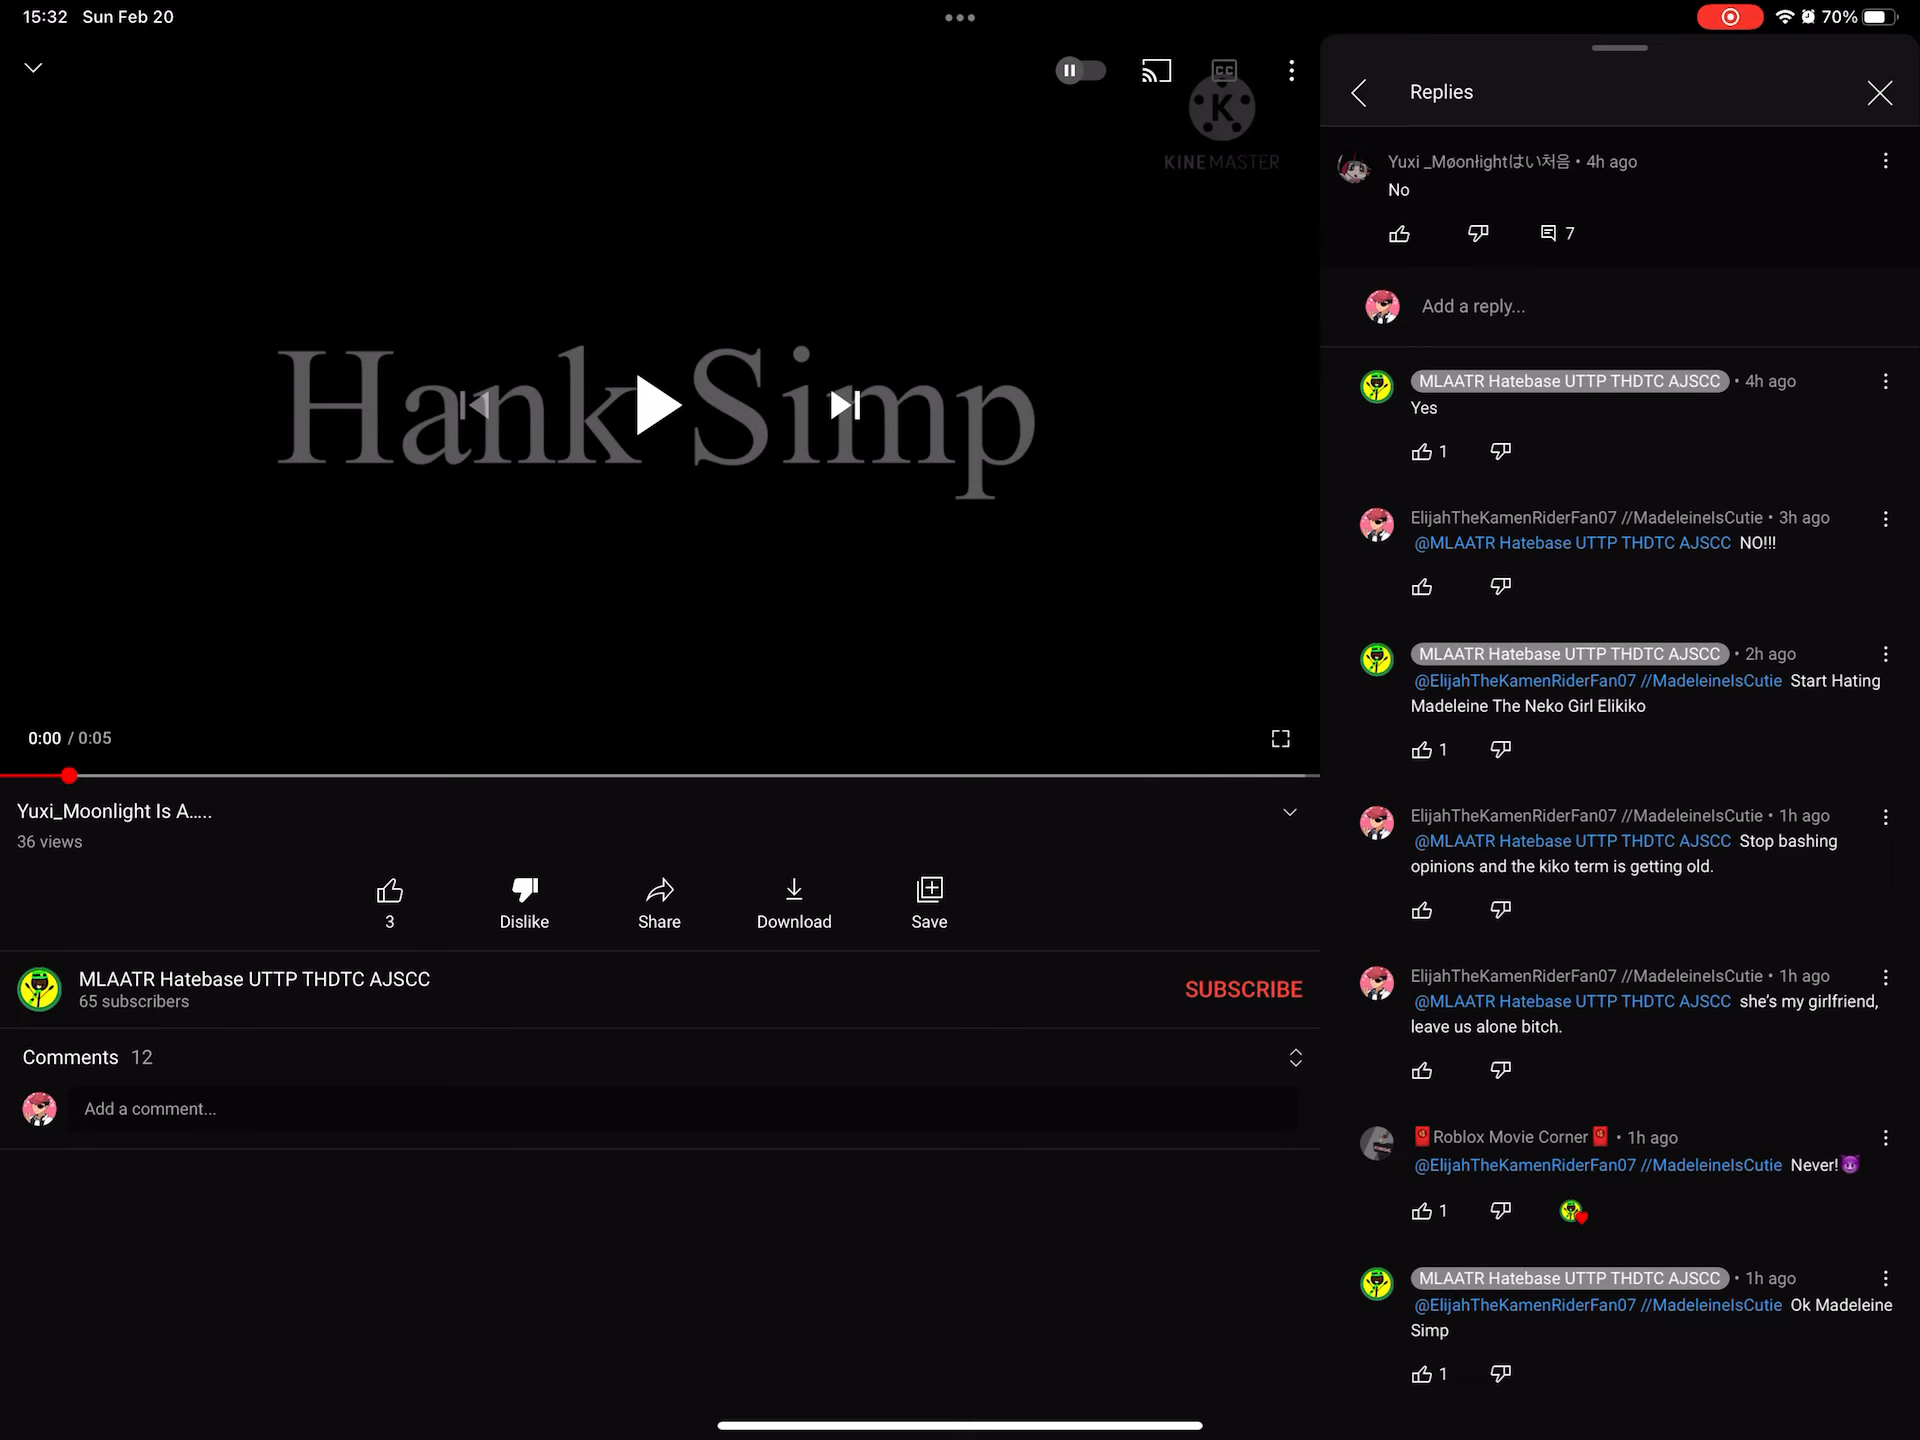 15:32 Sun Feb 20
70%
CC
K
KINEMASTER
Hank Simp
0:00 / 0:05
Yuxi_Moonlight Is A.....
36 views
3
Dislike
Share
Download
Save
MLAATR Hatebase UTTP THDTC AJSCC
65 subscribers
SUBSCRIBE
Comments 12
Add a comment...
Replies
Yuxi _Møonłightはい처음 • 4h ago
No
7
Add a reply...
MLAATR Hatebase UTTP THDTC AJSCC • 4h ago
Yes
1
ElijahTheKamenRiderFan07 //MadeleineIsCutie • 3h ago
@MLAATR Hatebase UTTP THDTC AJSCC NO!!!
MLAATR Hatebase UTTP THDTC AJSCC • 2h ago
@ElijahTheKamenRiderFan07 //MadeleineIsCutie Start Hating
Madeleine The Neko Girl Elikiko
1
ElijahTheKamenRiderFan07 //MadeleineIsCutie • 1h ago
@MLAATR Hatebase UTTP THDTC AJSCC Stop bashing
opinions and the kiko term is getting old.
ElijahTheKamenRiderFan07 //MadeleineIsCutie • 1h ago
@MLAATR Hatebase UTTP THDTC AJSCC she's my girlfriend,
leave us alone bitch.
🧧Roblox Movie Corner🧧 • 1h ago
@ElijahTheKamenRiderFan07 //MadeleineIsCutie Never!😈
1
MLAATR Hatebase UTTP THDTC AJSCC • 1h ago
@ElijahTheKamenRiderFan07 //MadeleineIsCutie Ok Madeleine
Simp
1